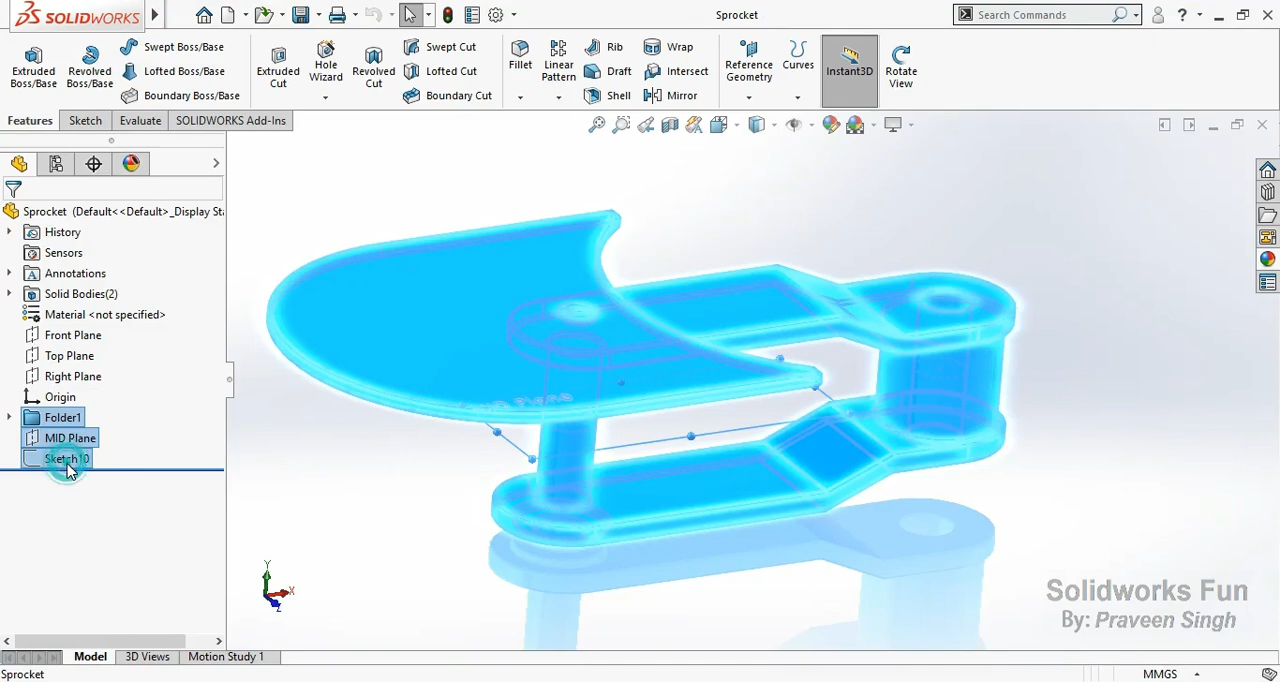 SOLIDWORKS
Sprocket
Search Commands
?
Extruded Boss/Base
Revolved Boss/Base
Swept Boss/Base
Lofted Boss/Base
Boundary Boss/Base
Extruded Cut
Hole Wizard
Revolved Cut
Swept Cut
Lofted Cut
Boundary Cut
Fillet
Linear Pattern
Rib
Draft
Shell
Wrap
Intersect
Mirror
Reference Geometry
Curves
Instant3D
Rotate View
Features
Sketch
Evaluate
SOLIDWORKS Add-Ins
Sprocket (Default<<Default>_Display Sta
History
Sensors
Annotations
Solid Bodies(2)
Material <not specified>
Front Plane
Top Plane
Right Plane
Origin
Folder1
MID Plane
Sketch10
Y
X
Z
Solidworks Fun
By: Praveen Singh
Model
3D Views
Motion Study 1
Sprocket
MMGS